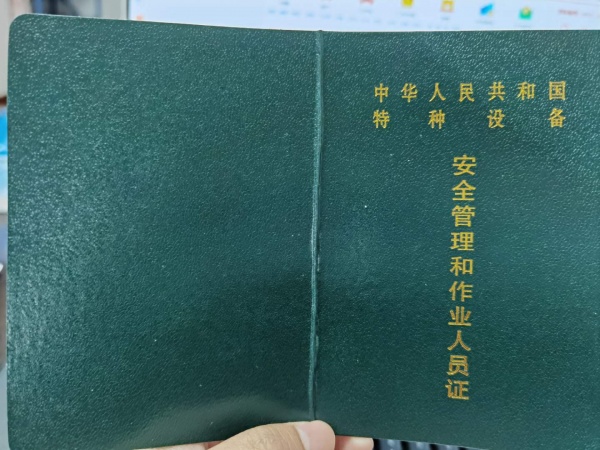 中华人民共和国
特种设备
安全管理和作业人员证